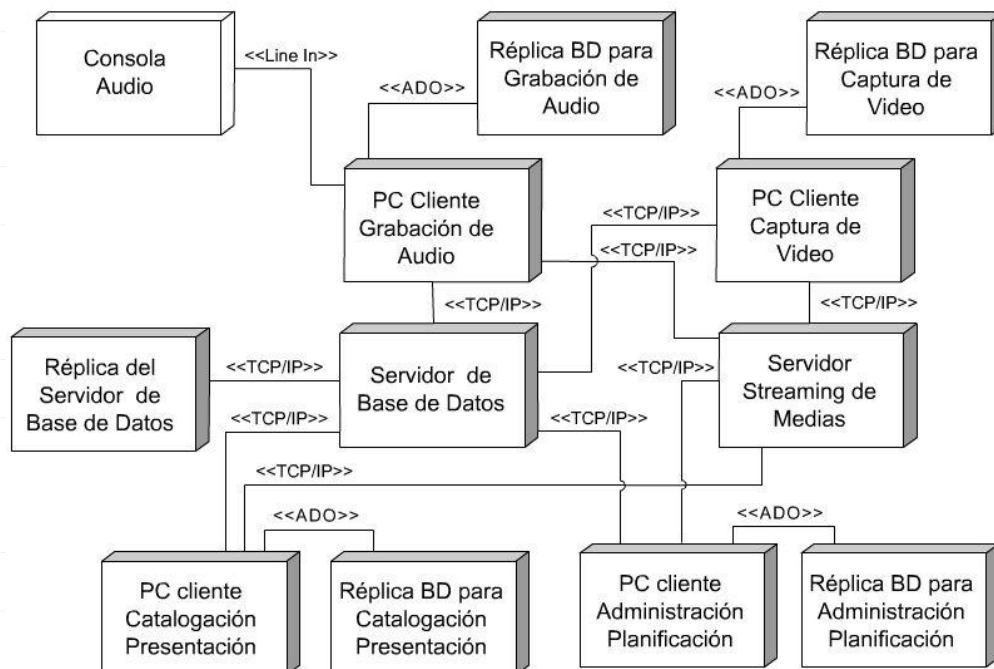 Consola
Audio
<<Line In>>
Réplica BD para
Grabación de
Audio
<<ADO>>
Réplica BD para
Captura de
Video
<<ADO>>
PC Cliente
Grabación de
Audio
PC Cliente
Captura de
Video
<<TCP/IP>>
<<TCP/IP>>
<<TCP/IP>>
<<TCP/IP>>
Réplica del
Servidor de
Base de Datos
<<TCP/IP>>
Servidor de
Base de Datos
<<TCP/IP>>
Servidor
Streaming de
Medias
<<TCP/IP>>
<<TCP/IP>>
<<TCP/IP>>
<<ADO>>
<<ADO>>
PC cliente
Catalogación
Presentación
Réplica BD para
Catalogación
Presentación
PC cliente
Administración
Planificación
Réplica BD para
Administración
Planificación